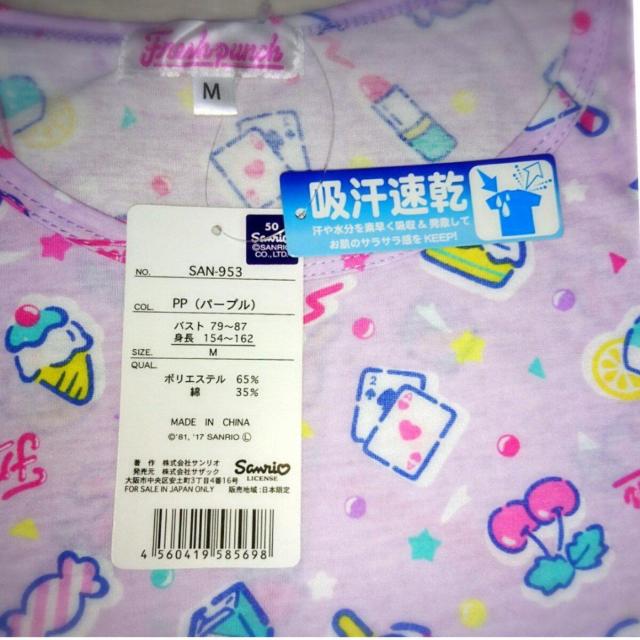 Fresh-punch
M
吸汗速乾
汗や水分を素早く吸収&発散して
お肌のサラサラ感をKEEP!
50
Sanrio
©SANRIO
CO., LTD.
NO. SAN-953
COL. PP（パープル）
バスト 79〜87
身長 154〜162
SIZE. M
QUAL.
ポリエステル 65%
綿 35%
MADE IN CHINA
©'81, '17 SANRIO Ⓛ
著作 株式会社サンリオ
発売元 株式会社サザック
大阪市中央区安土町3丁目4番16号
FOR SALE IN JAPAN ONLY 販売地域:日本限定
Sanrio
LICENSE
4 560419 585698
2
A
A